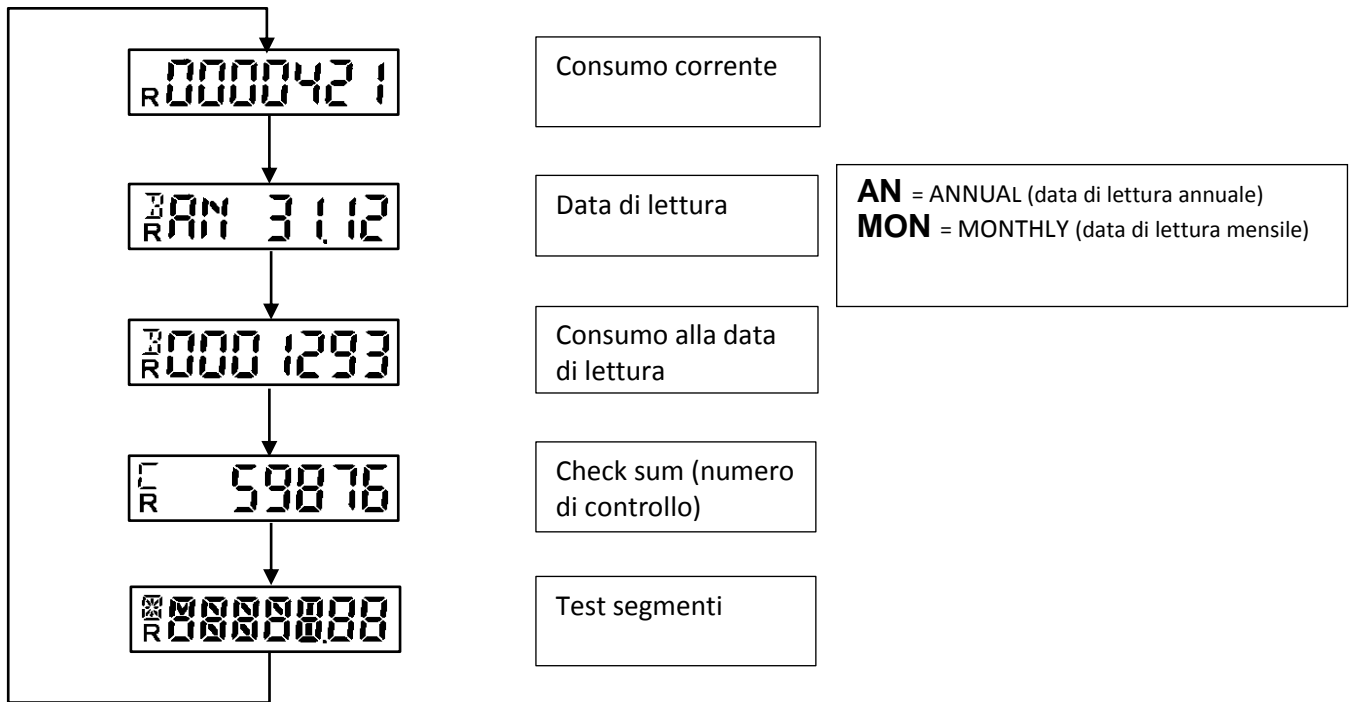 R0000421
Consumo corrente
B
RAN 31.12
Data di lettura
AN = ANNUAL (data di lettura annuale)
MON = MONTHLY (data di lettura mensile)
B
R0001293
Consumo alla data
di lettura
C
R 59876
Check sum (numero
di controllo)
R
Test segmenti